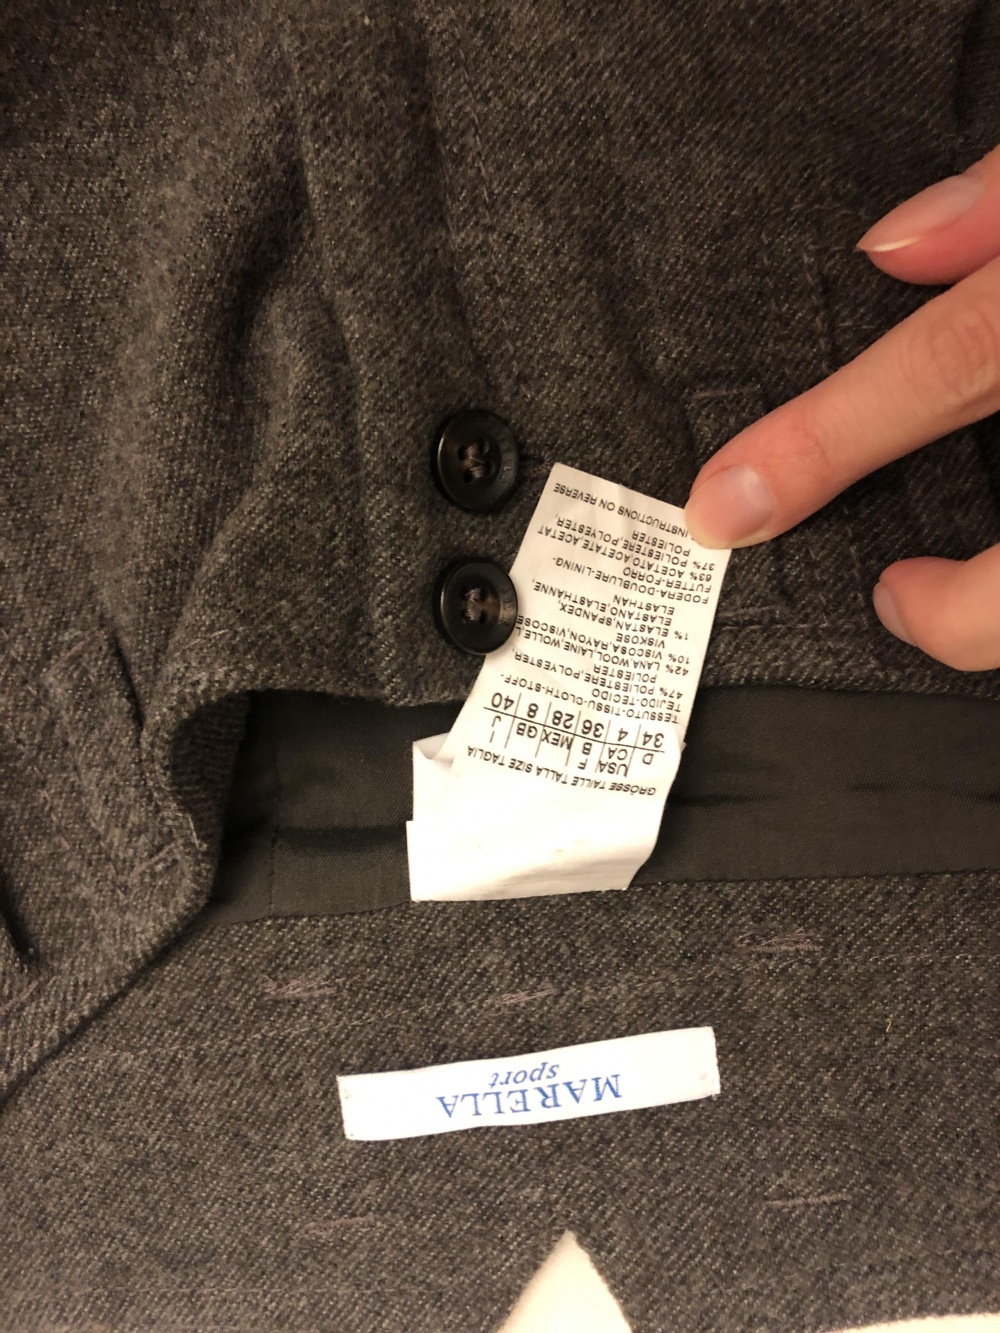 GRÖSSE TAILLE TALLA SIZE TAGLIA
D USA F MEX GB I
CA B J
34 4 36 28 8 40
TESSUTO-TISSU-CLOTH-STOFF-
TEJIDO-TECIDO
47% POLIESTERE,POLYESTER,
POLIESTER
42% LANA,WOOL,LAINE,WOLLE,L
10% VISCOSA,RAYON,VISCOSE
VISKOSE
1% ELASTAN,SPANDEX,
ELASTANO,ELASTHANNE,
ELASTHAN
FODERA-DOUBLURE-LINING-
FUTTER-FORRO
63% ACETATO,ACETATE,ACETAT
37% POLIESTERE,POLYESTER,
POLIESTER
INSTRUCTIONS ON REVERSE
MARELLA
sport